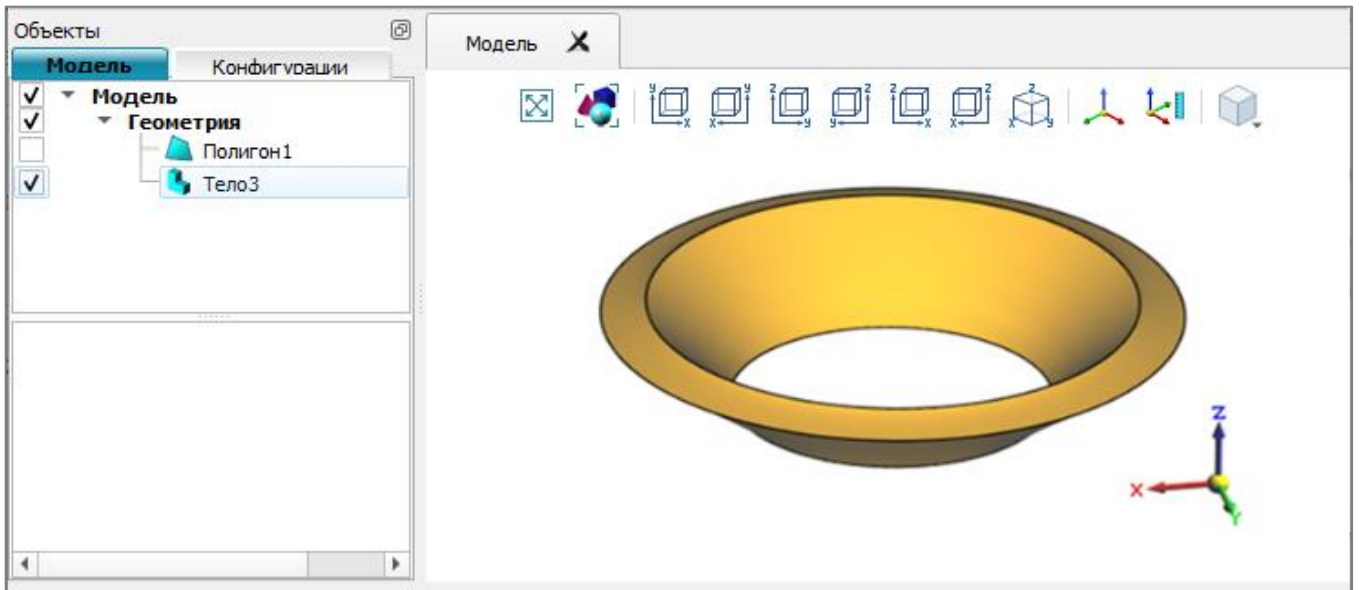 Объекты
Модель
Конфигурации
Модель
Геометрия
Полигон1
Тело3
Модель
y x
y x
z y
z y
z x
z x
z x y
Z
X
Y